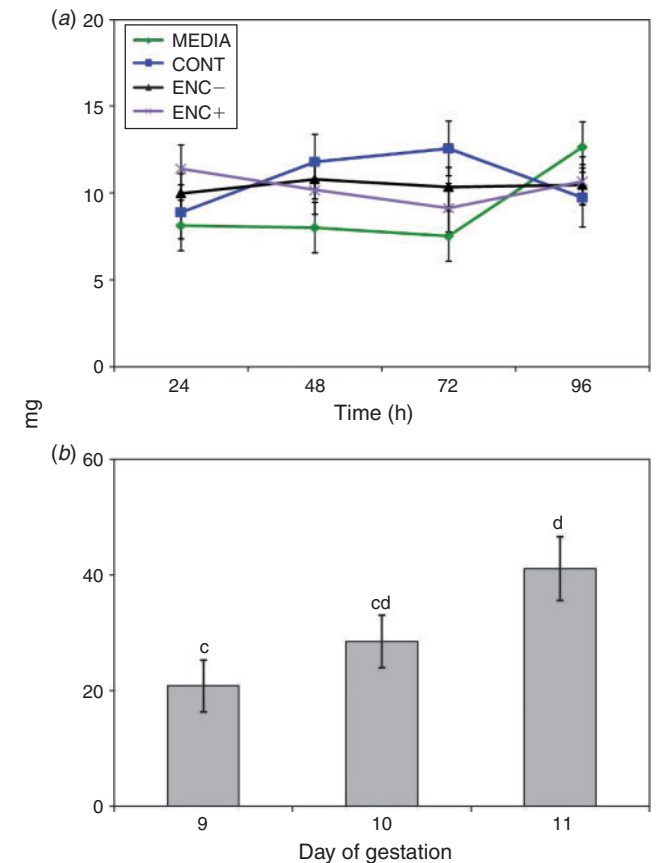 (a)
20
15
10
5
0
MEDIA
CONT
ENC−
ENC+
24 48 72 96
Time (h)
mg
(b)
60
40
20
0
c
cd
d
9 10 11
Day of gestation